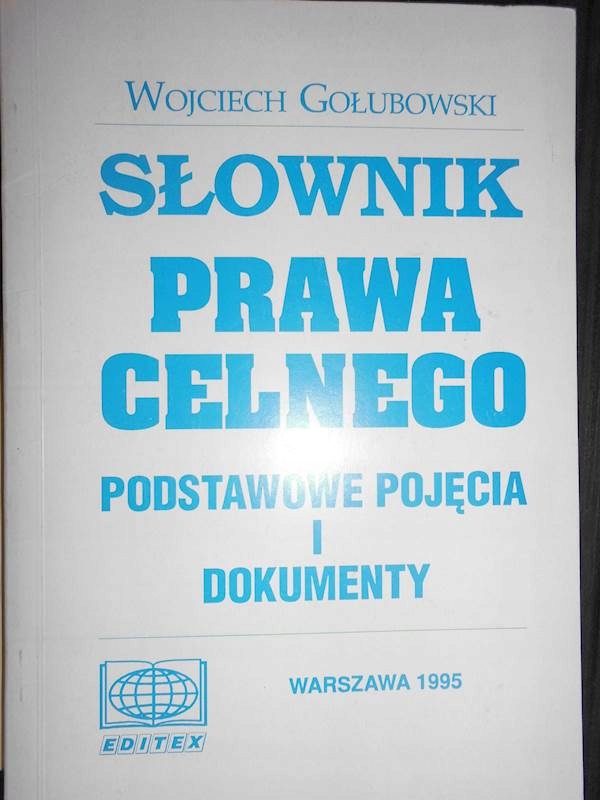 WOJCIECH GOŁUBOWSKI
SŁOWNIK
PRAWA
CELNEGO
PODSTAWOWE POJĘCIA
I
DOKUMENTY
WARSZAWA 1995
EDITEX